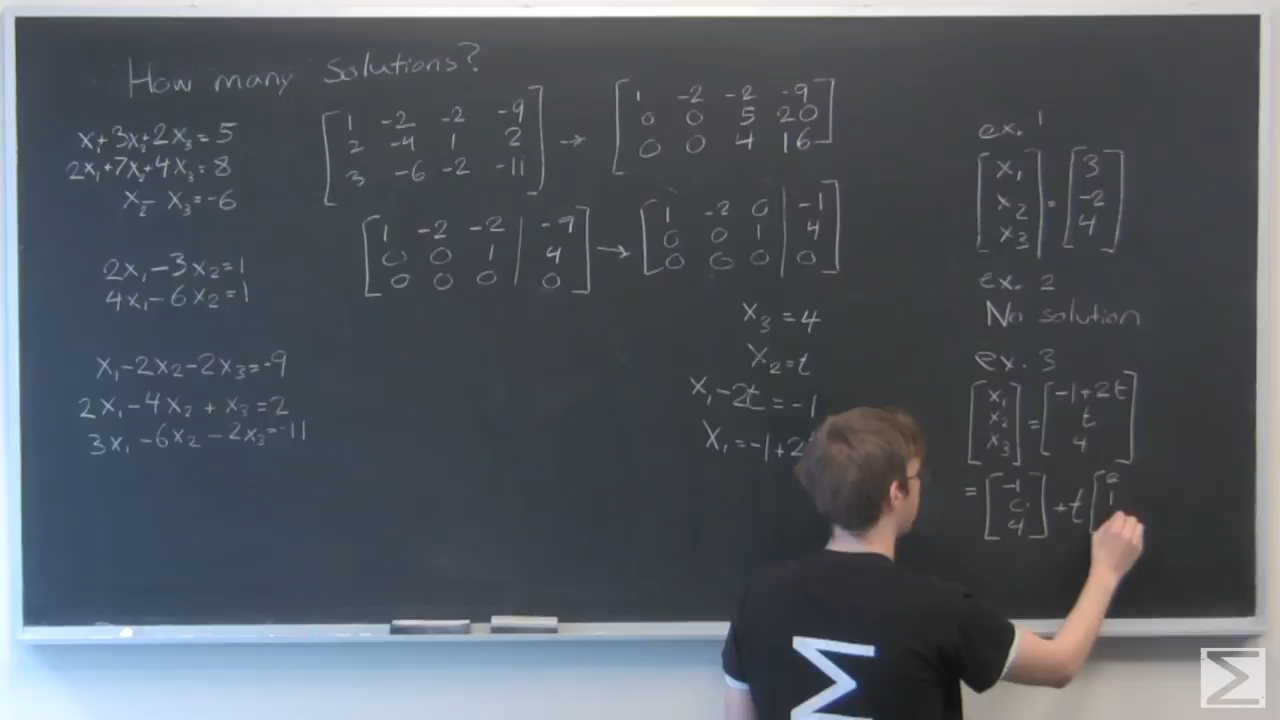 How many Solutions?
x₁+3x₂+2x₃=5
2x₁+7x₂+4x₃=8
x₂-x₃=-6
2x₁-3x₂=1
4x₁-6x₂=1
x₁-2x₂-2x₃=-9
2x₁-4x₂+x₃=2
3x₁-6x₂-2x₃=-11
1 -2 -2 -9
2 -4 1 2
3 -6 -2 -11
→
1 -2 -2 -9
0 0 5 20
0 0 4 16
1 -2 -2 | -9
0 0 1 | 4
0 0 0 | 0
→
1 -2 0 | -1
0 0 1 | 4
0 0 0 | 0
x₃=4
x₂=t
x₁-2t=-1
x₁=-1+2
ex. 1
[x₁ x₂ x₃] = [3 -2 4]
ex. 2
No solution
ex. 3
[x₁ x₂ x₃] = [-1+2t t 4]
= [-1 0 4] + t [2 1
M
Σ